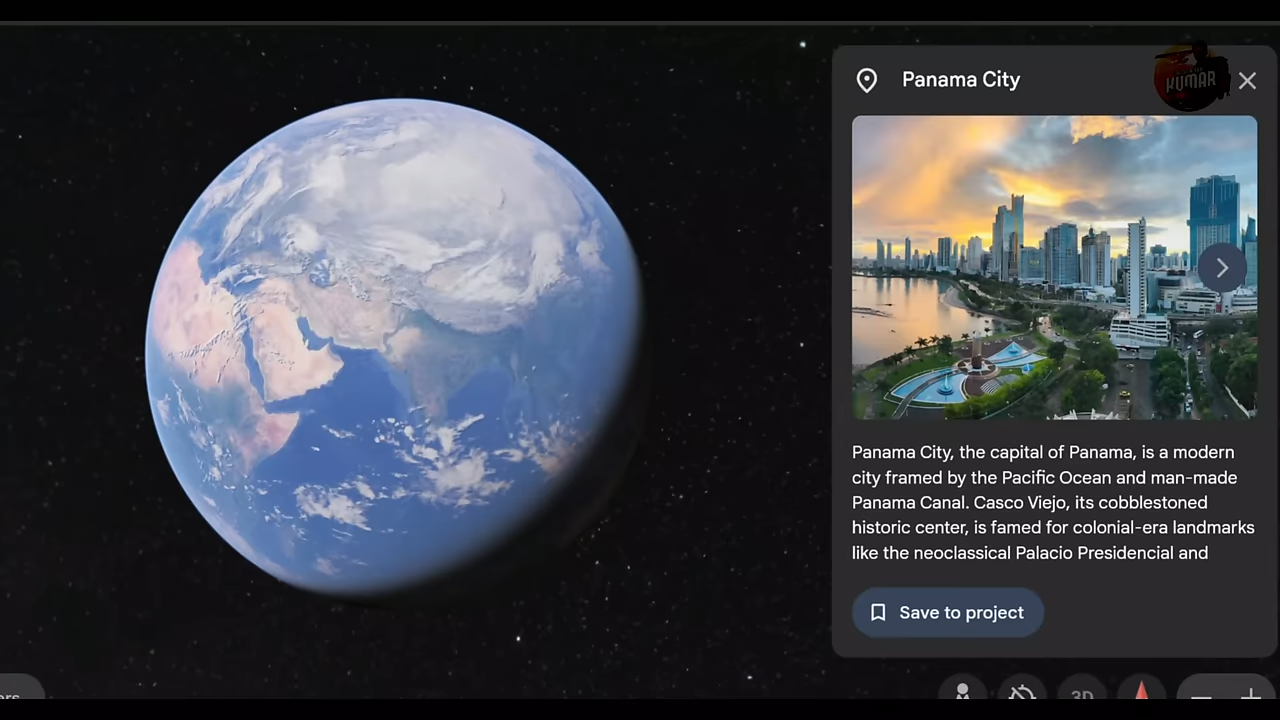 Panama City
KUMAR
Panama City, the capital of Panama, is a modern
city framed by the Pacific Ocean and man-made
Panama Canal. Casco Viejo, its cobblestoned
historic center, is famed for colonial-era landmarks
like the neoclassical Palacio Presidencial and
Save to project
ers
3D